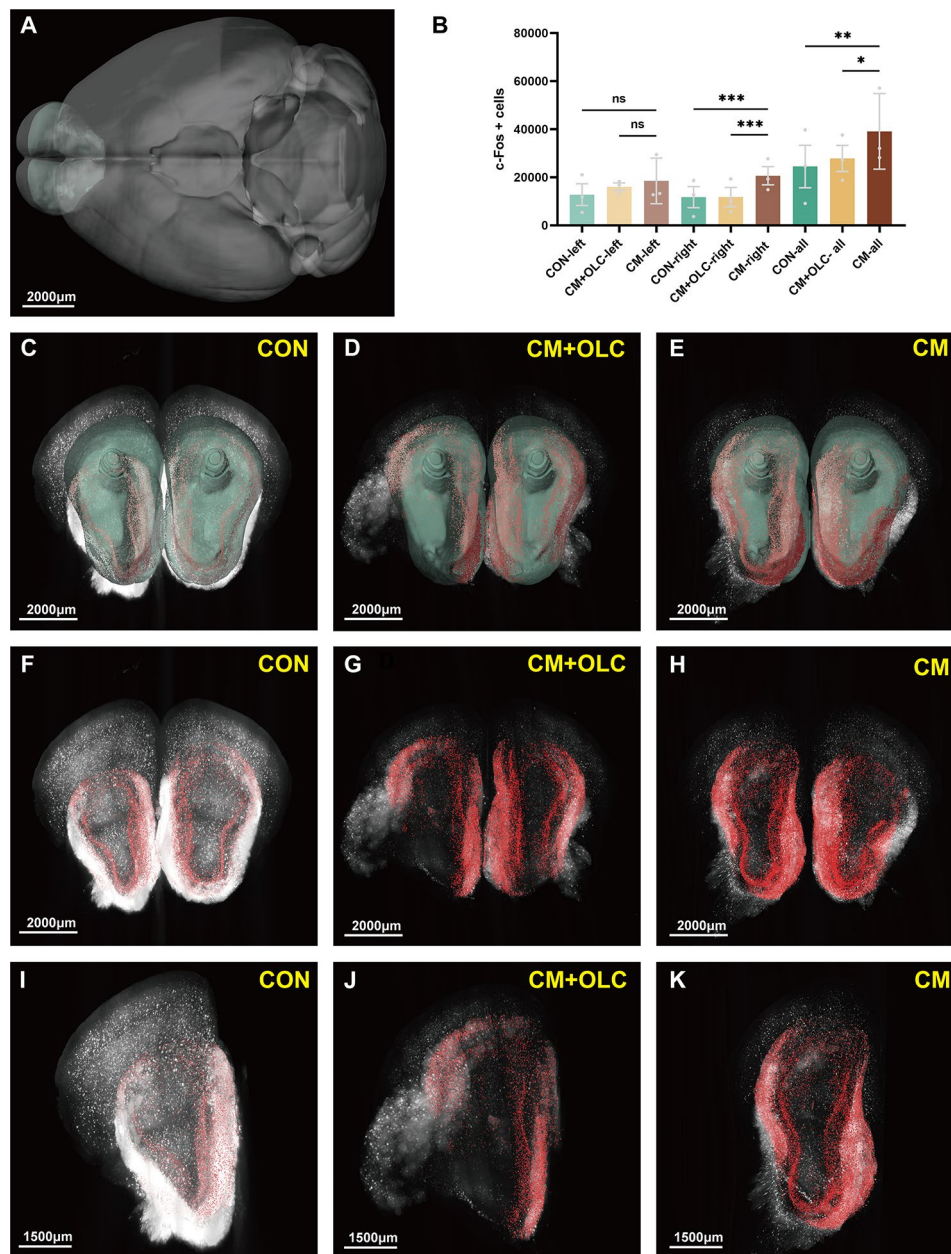 A
2000μm
B
c-Fos + cells
80000
60000
40000
20000
0
ns
ns
***
***
**
*
CON-left
CM+OLC-left
CM-left
CON-right
CM+OLC-right
CM-right
CON-all
CM+OLC- all
CM-all
C
CON
2000μm
D
CM+OLC
2000μm
E
CM
2000μm
F
CON
2000μm
G
CM+OLC
2000μm
H
CM
2000μm
I
CON
1500μm
J
CM+OLC
1500μm
K
CM
1500μm